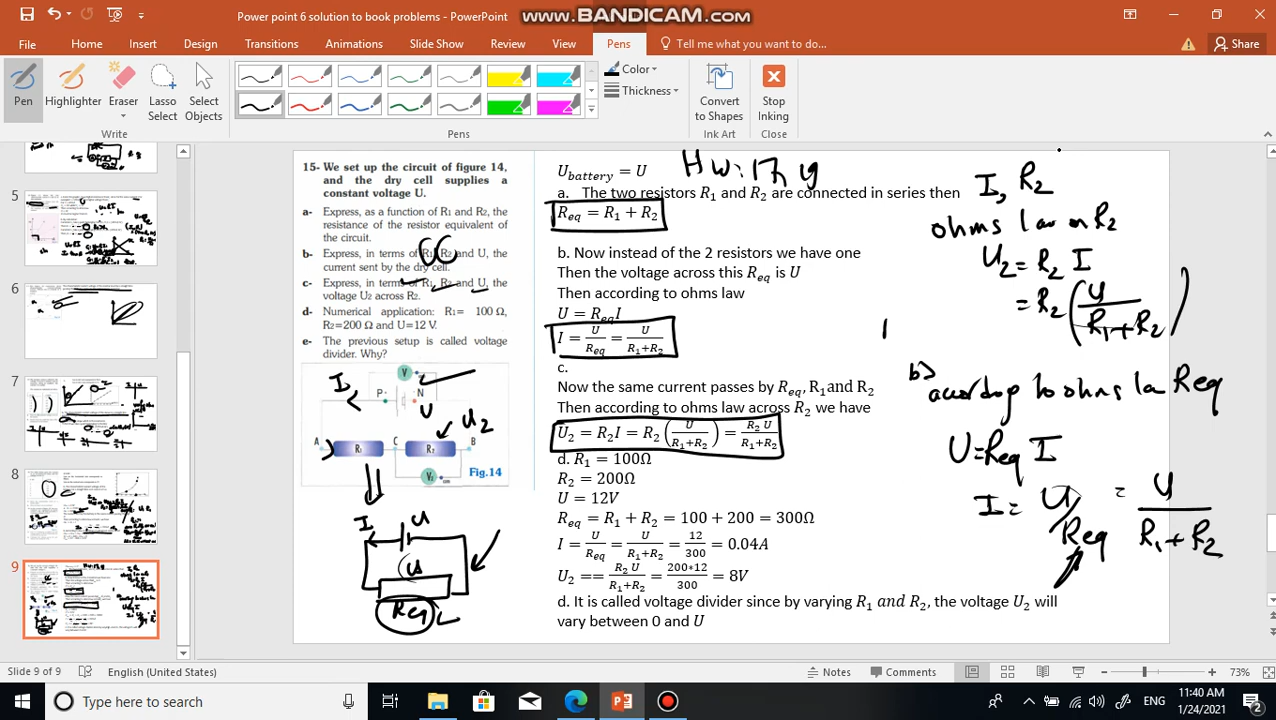 Power point 6 solution to book problems - PowerPoint
www.BANDICAM.com
File Home Insert Design Transitions Animations Slide Show Review View Pens Tell me what you want to do... Share
Pen Highlighter Eraser Lasso Select Select Objects
Color
Thickness
Convert to Shapes
Stop Inking
Write Pens Ink Art Close
5
6
7
8
9
15- We set up the circuit of figure 14,
and the dry cell supplies a
constant voltage U.
a- Express, as a function of R1 and R2, the
resistance of the resistor equivalent of
the circuit.
b- Express, in terms of R1, R2 and U, the
current sent by the dry cell.
c- Express, in terms of R1, R2 and U, the
voltage U2 across R2.
d- Numerical application: R1= 100 Ω,
R2=200 Ω and U=12 V.
e- The previous setup is called voltage
divider. Why?
V
I P N
U U2
A R₁ C R₂ B
V₂ com
Fig.14
I U
U
Req
U_battery = U
Hw: 17,
a. The two resistors R₁ and R₂ are connected in series then
R_eq = R₁ + R₂
b. Now instead of the 2 resistors we have one
Then the voltage across this R_eq is U
Then according to ohms law
U = R_eq I
I = U/R_eq = U/(R₁+R₂)
c.
Now the same current passes by R_eq, R₁ and R₂
Then according to ohms law across R₂ we have
U₂ = R₂I = R₂(U/(R₁+R₂)) = R₂ U/(R₁+R₂)
d. R₁ = 100Ω
R₂ = 200Ω
U = 12V
R_eq = R₁ + R₂ = 100 + 200 = 300Ω
I = U/R_eq = U/(R₁+R₂) = 12/300 = 0.04A
U₂ == R₂ U/(R₁+R₂) = 200*12/300 = 8V
d. It is called voltage divider since by varying R₁ and R₂, the voltage U₂ will
vary between 0 and U
I, R2
ohms law on R2
U2 = R2 I
= R2 (U/(R1+R2))
b>
according to ohms law Req
U = Req I
I = U/Req = U/(R1+R2)
Slide 9 of 9 English (United States) Notes Comments 73%
Type here to search
ENG
11:40 AM
1/24/2021
2